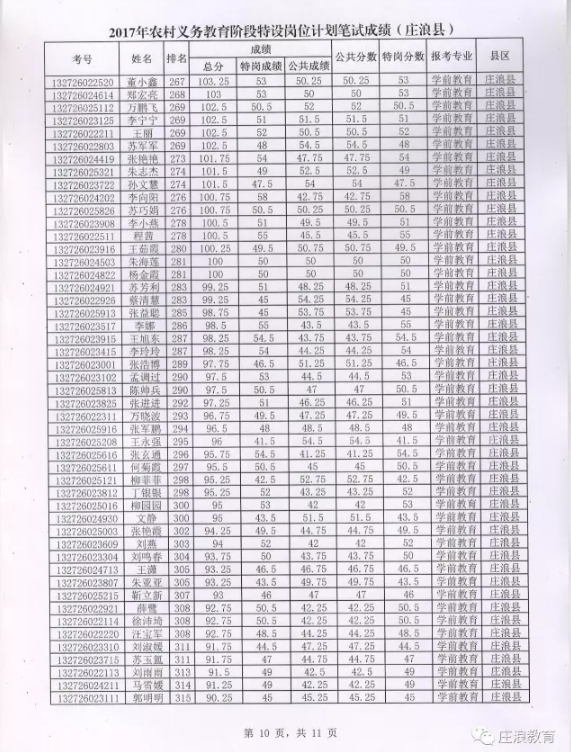 2017年农村义务教育阶段特设岗位计划笔试成绩（庄浪县）
考号 姓名 排名 成绩 公共分数 特岗分数 报考专业 县区
总分 特岗成绩 公共成绩
132726022520 董小鑫 267 103.25 53 50.25 50.25 53 学前教育 庄浪县
132726024614 郑宏亮 268 103 53 50 50 53 学前教育 庄浪县
132726025112 万鹏飞 269 102.5 50.5 52 52 50.5 学前教育 庄浪县
132726023125 李宁宁 269 102.5 51 51.5 51.5 51 学前教育 庄浪县
132726022211 王丽 269 102.5 52 50.5 50.5 52 学前教育 庄浪县
132726022803 苏军军 269 102.5 48 54.5 54.5 48 学前教育 庄浪县
132726024419 张艳艳 273 101.75 54 47.75 47.75 54 学前教育 庄浪县
132726025321 朱志杰 274 101.5 49 52.5 52.5 49 学前教育 庄浪县
132726023722 孙文慧 274 101.5 47.5 54 54 47.5 学前教育 庄浪县
132726024202 李向阳 276 100.75 58 42.75 42.75 58 学前教育 庄浪县
132726025826 苏巧娟 276 100.75 50.5 50.25 50.25 50.5 学前教育 庄浪县
132726023908 李小燕 278 100.5 51 49.5 49.5 51 学前教育 庄浪县
132726022511 程茜 278 100.5 55 45.5 45.5 55 学前教育 庄浪县
132726023916 王茹霞 280 100.25 49.5 50.75 50.75 49.5 学前教育 庄浪县
132726024503 朱海莲 281 100 50 50 50 50 学前教育 庄浪县
132726024822 杨金霞 281 100 50 50 50 50 学前教育 庄浪县
132726024921 苏芳利 283 99.25 51 48.25 48.25 51 学前教育 庄浪县
132726022926 蔡清慧 283 99.25 45 54.25 54.25 45 学前教育 庄浪县
132726025913 张益聪 285 98.75 45 53.75 53.75 45 学前教育 庄浪县
132726023517 李娜 286 98.5 55 43.5 43.5 55 学前教育 庄浪县
132726023915 王旭东 287 98.25 54.5 43.75 43.75 54.5 学前教育 庄浪县
132726023415 李玲玲 287 98.25 54 44.25 44.25 54 学前教育 庄浪县
132726023001 张浩博 289 97.75 46.5 51.25 51.25 46.5 学前教育 庄浪县
132726023102 孟调过 290 97.5 53 44.5 44.5 53 学前教育 庄浪县
132726025813 陈帅兵 290 97.5 50.5 47 47 50.5 学前教育 庄浪县
132726023825 张进进 292 97.25 51 46.25 46.25 51 学前教育 庄浪县
132726022311 万晓波 293 96.75 49.5 47.25 47.25 49.5 学前教育 庄浪县
132726025916 张军鹏 294 96.5 48 48.5 48.5 48 学前教育 庄浪县
132726025208 王永强 295 96 41.5 54.5 54.5 41.5 学前教育 庄浪县
132726025616 张玄通 296 95.75 54.5 41.25 41.25 54.5 学前教育 庄浪县
132726025611 何菊霞 297 95.5 50.5 45 45 50.5 学前教育 庄浪县
132726025121 柳菲菲 298 95.25 42.5 52.75 52.75 42.5 学前教育 庄浪县
132726023812 丁银银 298 95.25 52 43.25 43.25 52 学前教育 庄浪县
132726025016 柳园园 300 95 53 42 42 53 学前教育 庄浪县
132726024930 文静 300 95 43.5 51.5 51.5 43.5 学前教育 庄浪县
132726025003 张艳霞 302 94.25 49.5 44.75 44.75 49.5 学前教育 庄浪县
132726023609 刘燕 303 94 52 42 42 52 学前教育 庄浪县
132726023304 刘鸣春 304 93.75 50 43.75 43.75 50 学前教育 庄浪县
132726024713 王潇 305 93.25 46.5 46.75 46.75 46.5 学前教育 庄浪县
132726023807 朱亚亚 305 93.25 43.5 49.75 49.75 43.5 学前教育 庄浪县
132726025215 靳立新 307 93 46 47 47 46 学前教育 庄浪县
132726022921 薛鹭 308 92.75 50.5 42.25 42.25 50.5 学前教育 庄浪县
132726022114 徐沛琦 308 92.75 50.5 42.25 42.25 50.5 学前教育 庄浪县
132726022220 汪宝军 308 92.75 48.5 44.25 44.25 48.5 学前教育 庄浪县
132726023310 刘淑媛 311 91.75 44.5 47.25 47.25 44.5 学前教育 庄浪县
132726023715 苏玉瓤 311 91.75 47 44.75 44.75 47 学前教育 庄浪县
132726022113 刘雨雨 313 91.5 49 42.5 42.5 49 学前教育 庄浪县
132726024211 马雪媛 314 91.25 49 42.25 42.25 49 学前教育 庄浪县
132726023111 郭明明 315 90.25 45 45.25 45.25 45 学前教育 庄浪县
第 10 页，共 11 页
庄浪教育